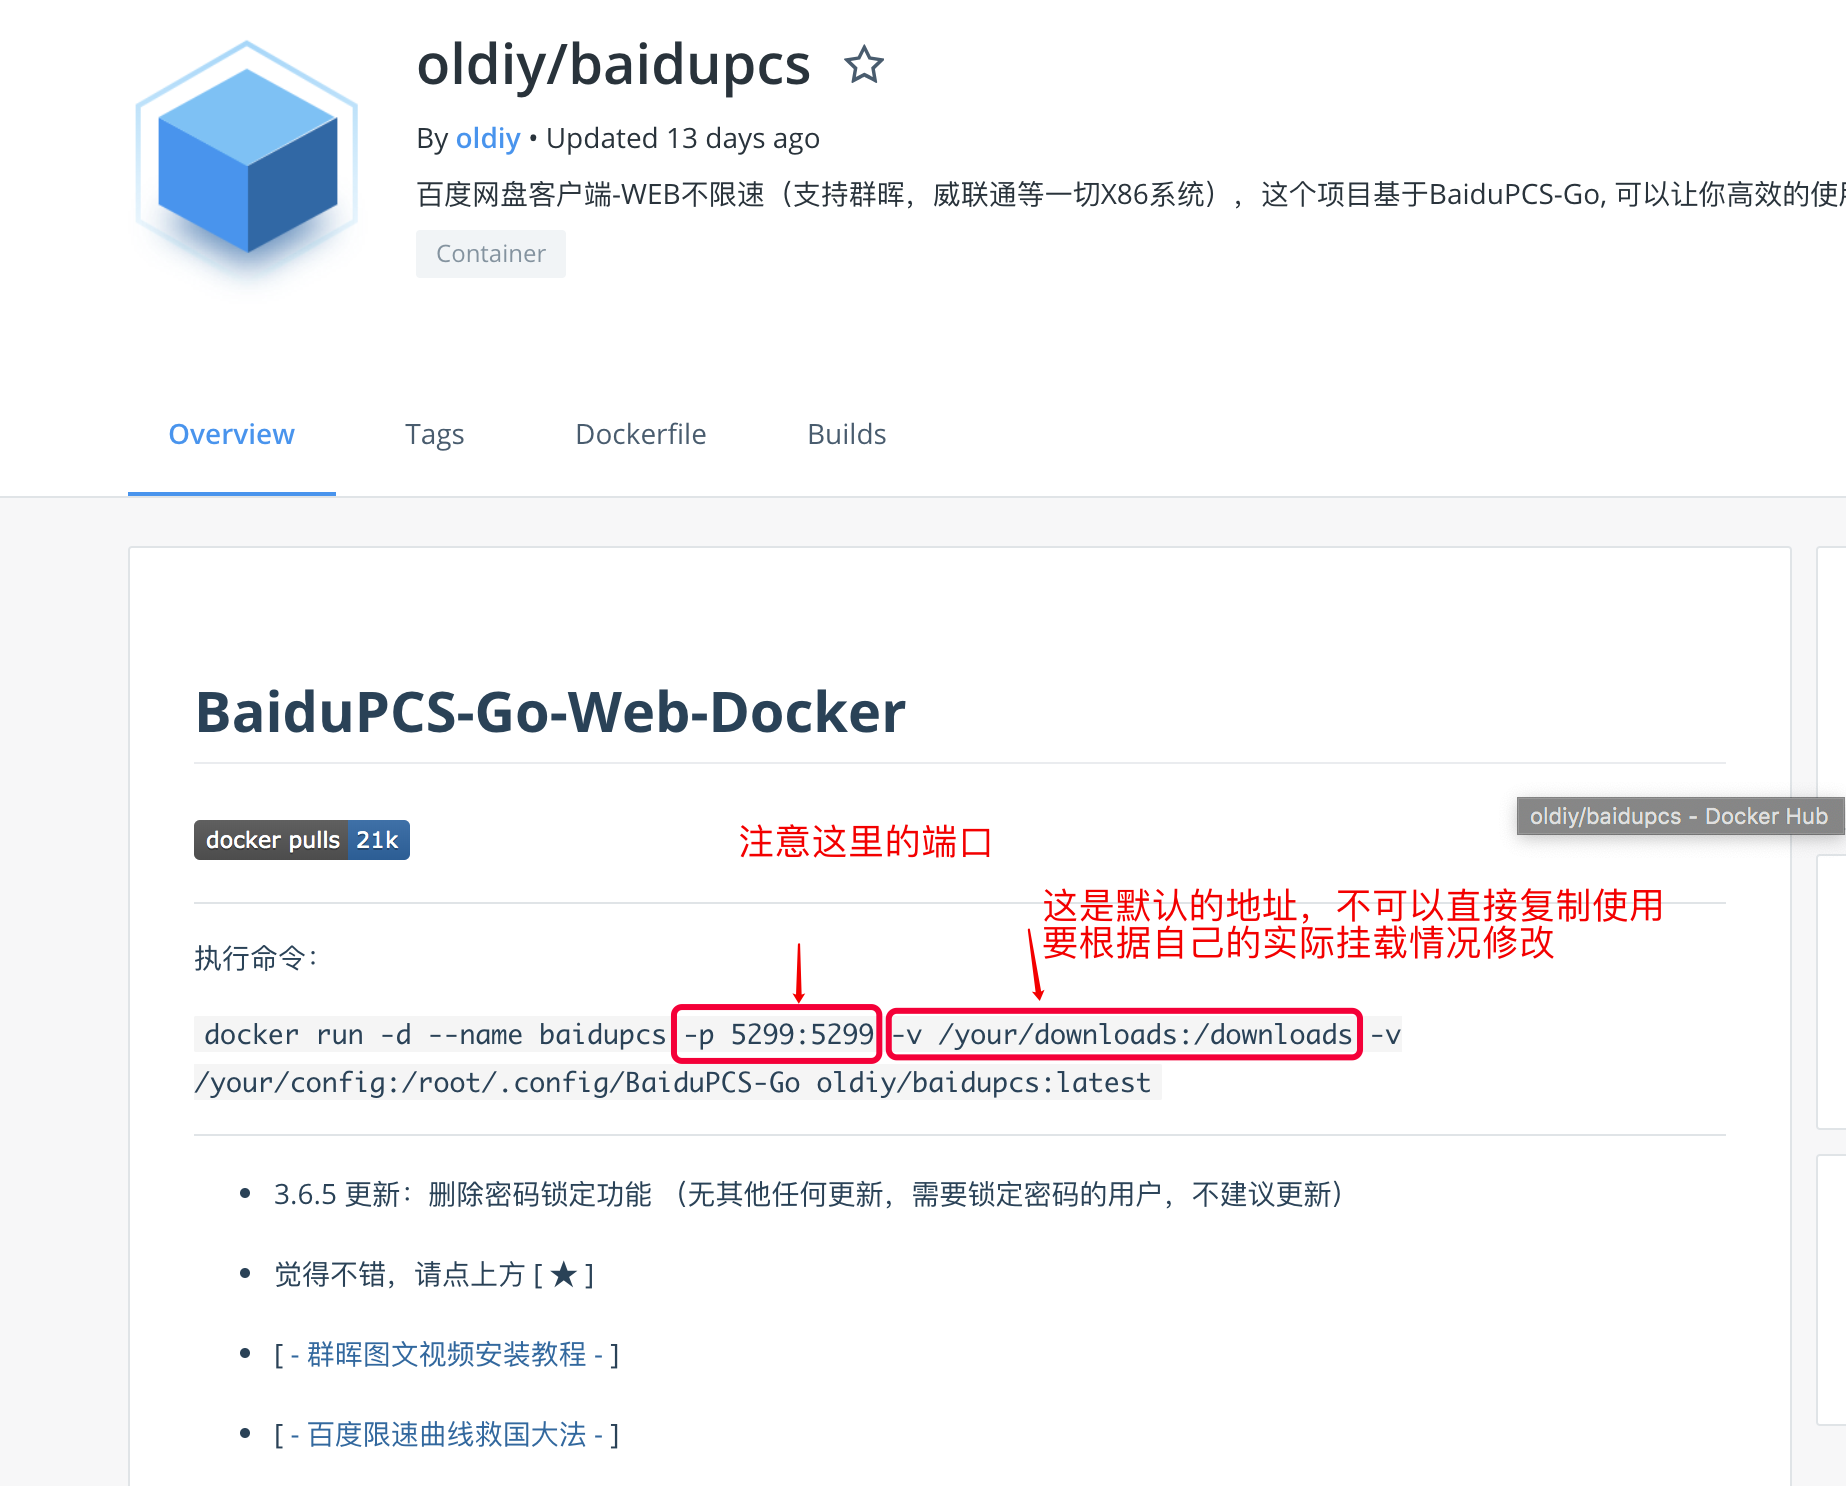 oldiy/baidupcs
By oldiy • Updated 13 days ago
百度网盘客户端-WEB不限速（支持群晖，威联通等一切X86系统），这个项目基于BaiduPCS-Go, 可以让你高效的使
Container
Overview Tags Dockerfile Builds
BaiduPCS-Go-Web-Docker
oldiy/baidupcs - Docker Hub
docker pulls 21k
注意这里的端口
这是默认的地址，不可以直接复制使用
要根据自己的实际挂载情况修改
执行命令：
docker run -d --name baidupcs -p 5299:5299 -v /your/downloads:/downloads -v
/your/config:/root/.config/BaiduPCS-Go oldiy/baidupcs:latest
• 3.6.5 更新：删除密码锁定功能 （无其他任何更新，需要锁定密码的用户，不建议更新）
• 觉得不错，请点上方 [ ★ ]
• [ - 群晖图文视频安装教程 - ]
• [ - 百度限速曲线救国大法 - ]